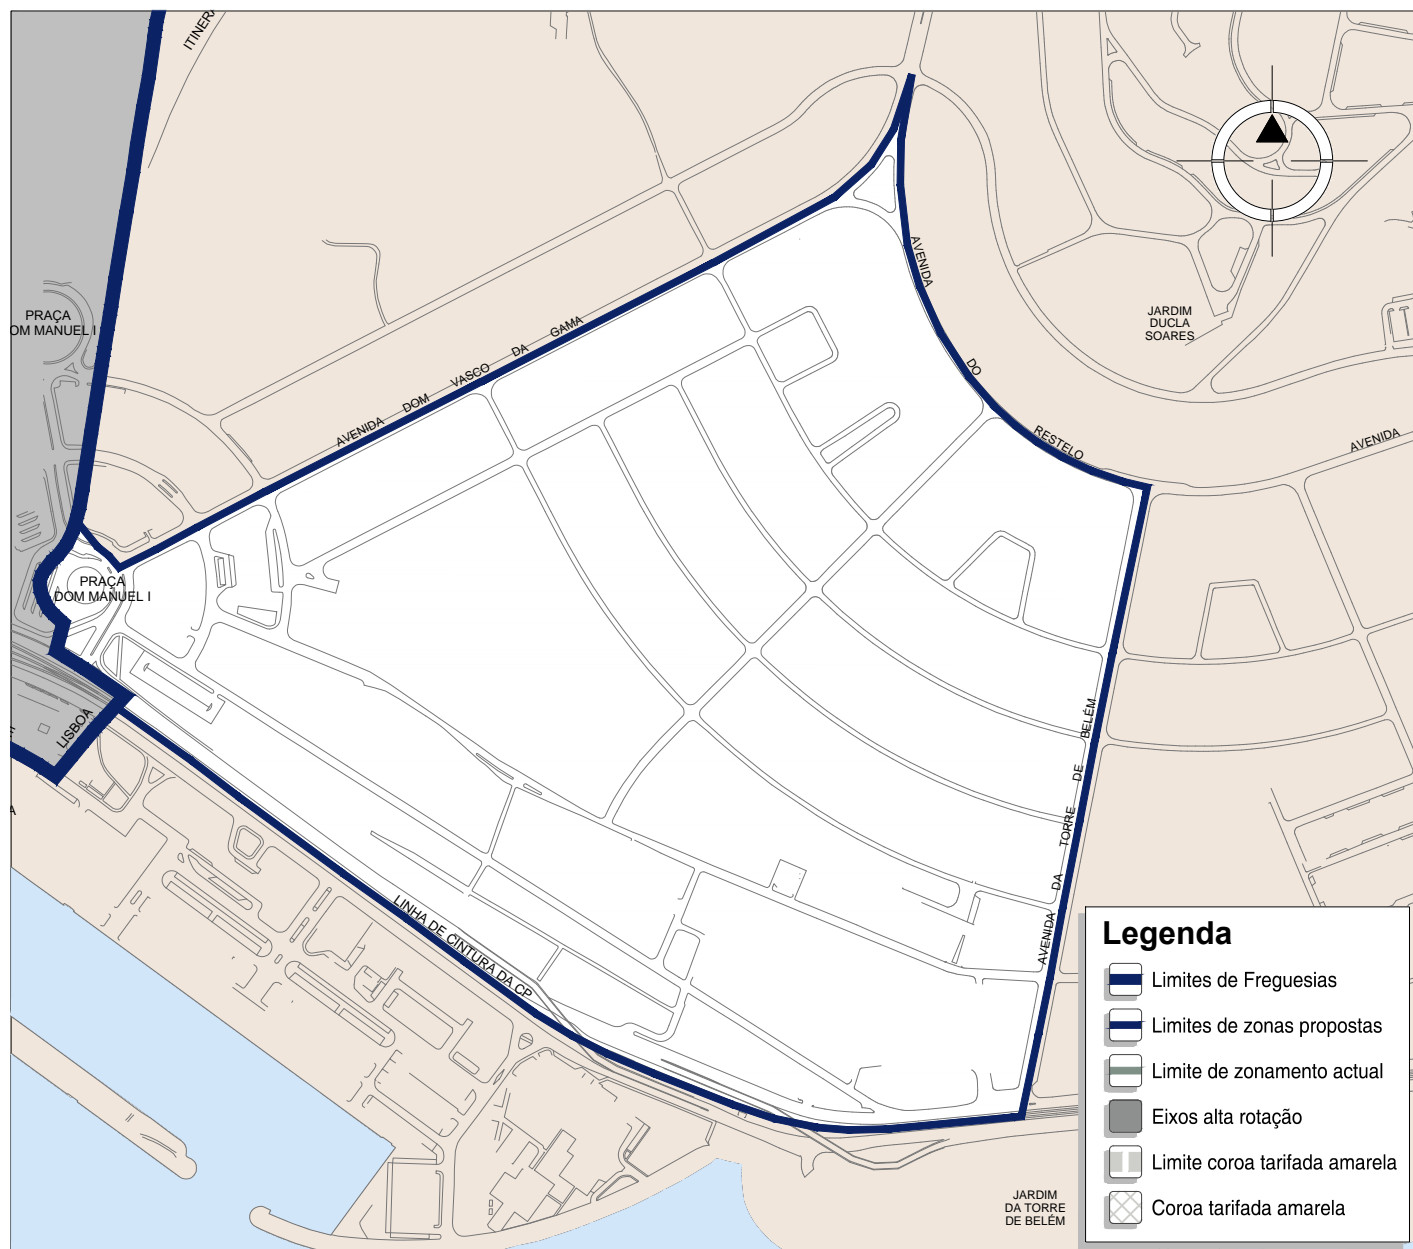 ITINERA
PRAÇA
OM MANUEL I
AVENIDA DOM VASCO DA GAMA
AVENIDA DO RESTELO
JARDIM
DUCLA
SOARES
AVENIDA
PRAÇA
DOM MANUEL I
LISBOA
A
LINHA DE CINTURA DA CP
AVENIDA DA TORRE DE BELÉM
JARDIM
DA TORRE
DE BELÉM
Legenda
Limites de Freguesias
Limites de zonas propostas
Limite de zonamento actual
Eixos alta rotação
Limite coroa tarifada amarela
Coroa tarifada amarela